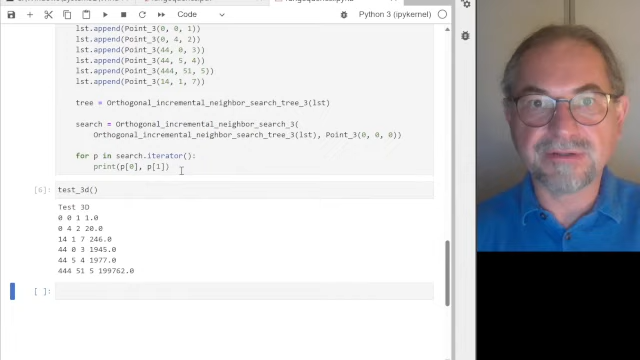 Code
Python 3 (ipykernel)
lst.append(Point_3(0, 0, 1))
lst.append(Point_3(0, 4, 2))
lst.append(Point_3(44, 0, 3))
lst.append(Point_3(44, 5, 4))
lst.append(Point_3(444, 51, 5))
lst.append(Point_3(14, 1, 7))
tree = Orthogonal_incremental_neighbor_search_tree_3(lst)
search = Orthogonal_incremental_neighbor_search_3(
Orthogonal_incremental_neighbor_search_tree_3(lst), Point_3(0, 0, 0))
for p in search.iterator():
print(p[0], p[1])
[6]: test_3d()
Test 3D
0 0 1 1.0
0 4 2 20.0
14 1 7 246.0
44 0 3 1945.0
44 5 4 1977.0
444 51 5 199762.0
[ ]: